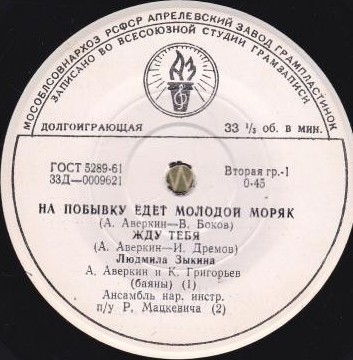 МОСОБЛСОВНАРХОЗ РСФСР АПРЕЛЕВСКИЙ ЗАВОД ГРАМПЛАСТИНОК
ЗАПИСАНО ВО ВСЕСОЮЗНОЙ СТУДИИ ГРАМЗАПИСИ
ДОЛГОИГРАЮЩАЯ 33 ⅓ об. в мин.
ГОСТ 5289-61 Вторая гр.-1
33Д—0009621 0-45
НА ПОБЫВКУ ЕДЕТ МОЛОДОЙ МОРЯК
(А. Аверкин—В. Боков)
ЖДУ ТЕБЯ
(А. Аверкин—И. Дремов)
Людмила Зыкина
А. Аверкин и К. Григорьев
(баяны) (1)
Ансамбль нар. инстр.
п/у Р. Мацкевича (2)